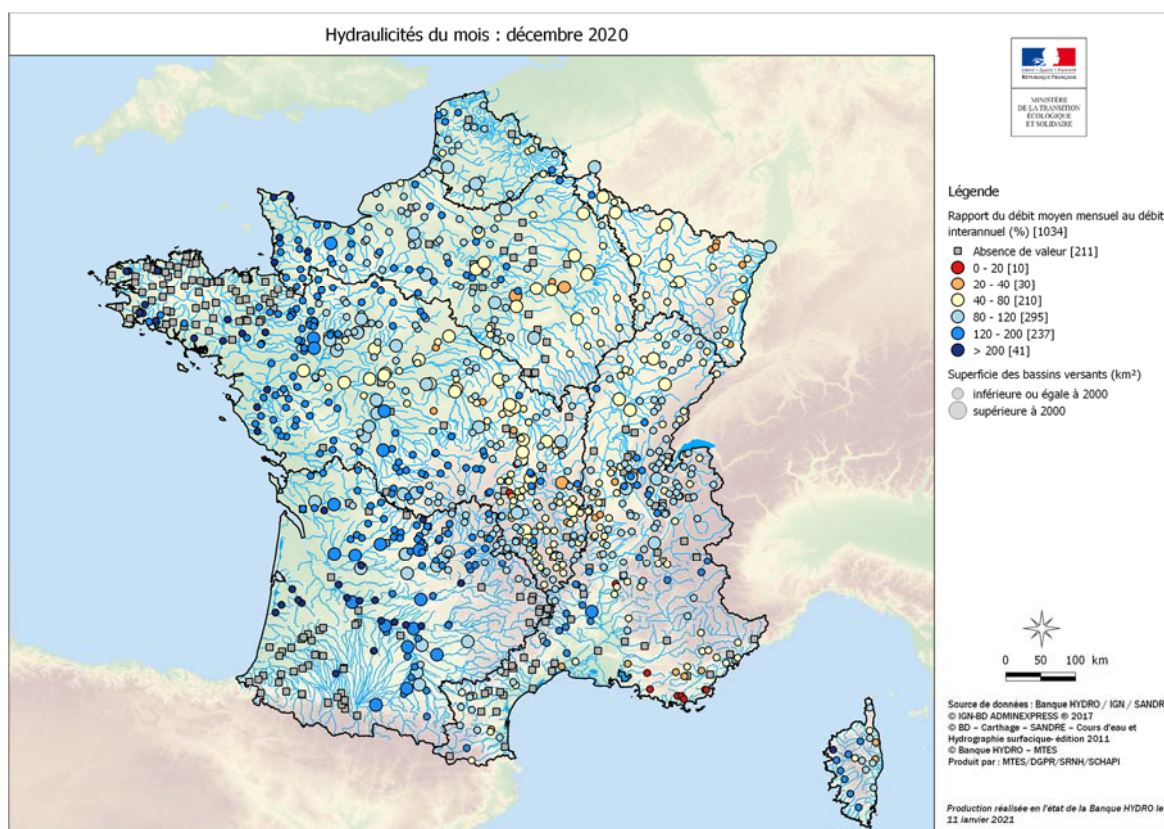 Hydraulicités du mois : décembre 2020
Liberté • Égalité • Fraternité
RÉPUBLIQUE FRANÇAISE
MINISTÈRE
DE LA TRANSITION
ÉCOLOGIQUE
ET SOLIDAIRE
Légende
Rapport du débit moyen mensuel au débit
interannuel (%) [1034]
Absence de valeur [211]
0 - 20 [10]
20 - 40 [30]
40 - 80 [210]
80 - 120 [295]
120 - 200 [237]
> 200 [41]
Superficie des bassins versants (km²)
inférieure ou égale à 2000
supérieure à 2000
0 50 100 km
Source de données : Banque HYDRO / IGN / SANDRE
© IGN-BD ADMINEXPRESS ® 2017
© BD – Carthage – SANDRE – Cours d'eau et
Hydrographie surfacique- édition 2011
© Banque HYDRO – MTES
Produit par : MTES/DGPR/SRNH/SCHAPI
Production réalisée en l'état de la Banque HYDRO le
11 janvier 2021